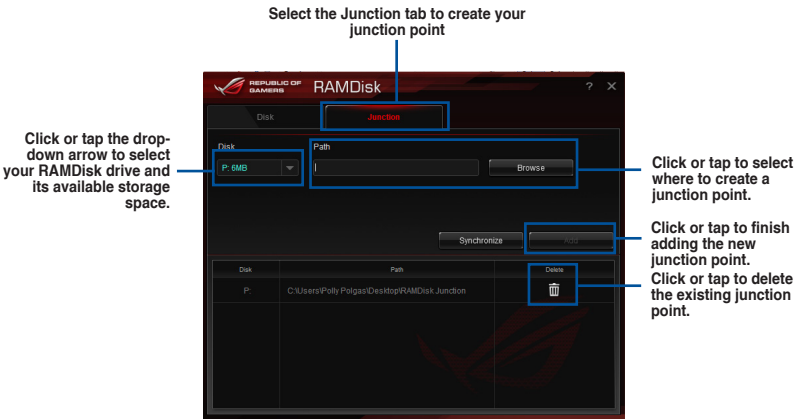 Select the Junction tab to create your
junction point
REPUBLIC OF
GAMERS
RAMDisk
? X
Disk
Junction
Click or tap the drop-
down arrow to select
your RAMDisk drive and
its available storage
space.
Disk
Path
P: 6MB
Browse
Click or tap to select
where to create a
junction point.
Synchronize
Add
Click or tap to finish
adding the new
junction point.
Disk
Path
Delete
P:
C:\Users\Polly Polgas\Desktop\RAMDisk Junction
Click or tap to delete
the existing junction
point.